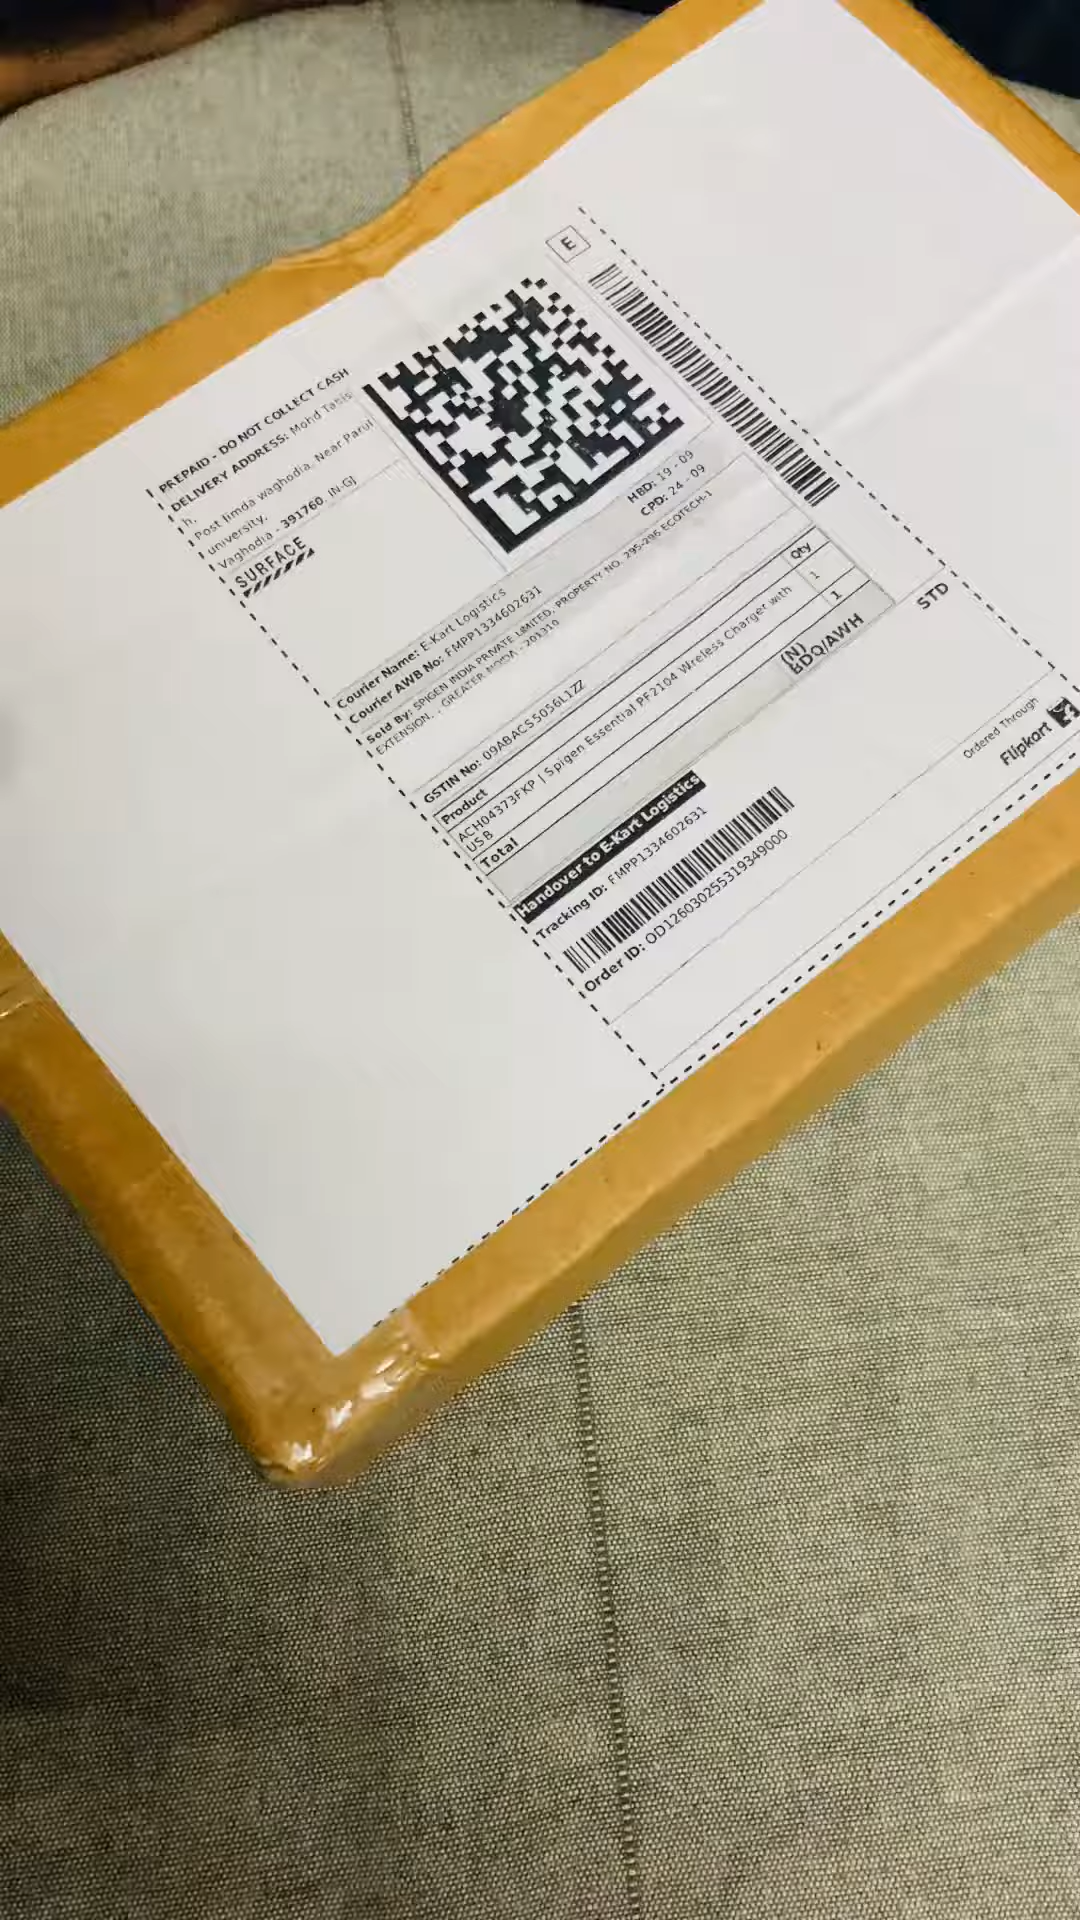 E
PREPAID - DO NOT COLLECT CASH
DELIVERY ADDRESS: Mohd
h,
Post limda waghodia, Near Parul
university,
Vaghodia - 391760, IN-GJ
SURFACE
HBD: 19 - 09
CPD: 24 - 09
Courier Name: E-Kart Logistics
Courier AWB No: FMPP1334602631
Sold By: SPIGEN INDIA PRIVATE LIMITED, PROPERTY NO. 295-296 ECOTECH-1
EXTENSION, , GREATER NOIDA - 201310
GSTIN No: 09ABACS5056L1ZZ
Product Qty
ACH04373FKP | Spigen Essential PF2104 Wireless Charger with 1
USB
Total 1
(N)
BDQ/AWH
STD
Handover to E-Kart Logistics
Tracking ID: FMPP1334602631
Order ID: OD126030255319349000
Ordered Through
Flipkart